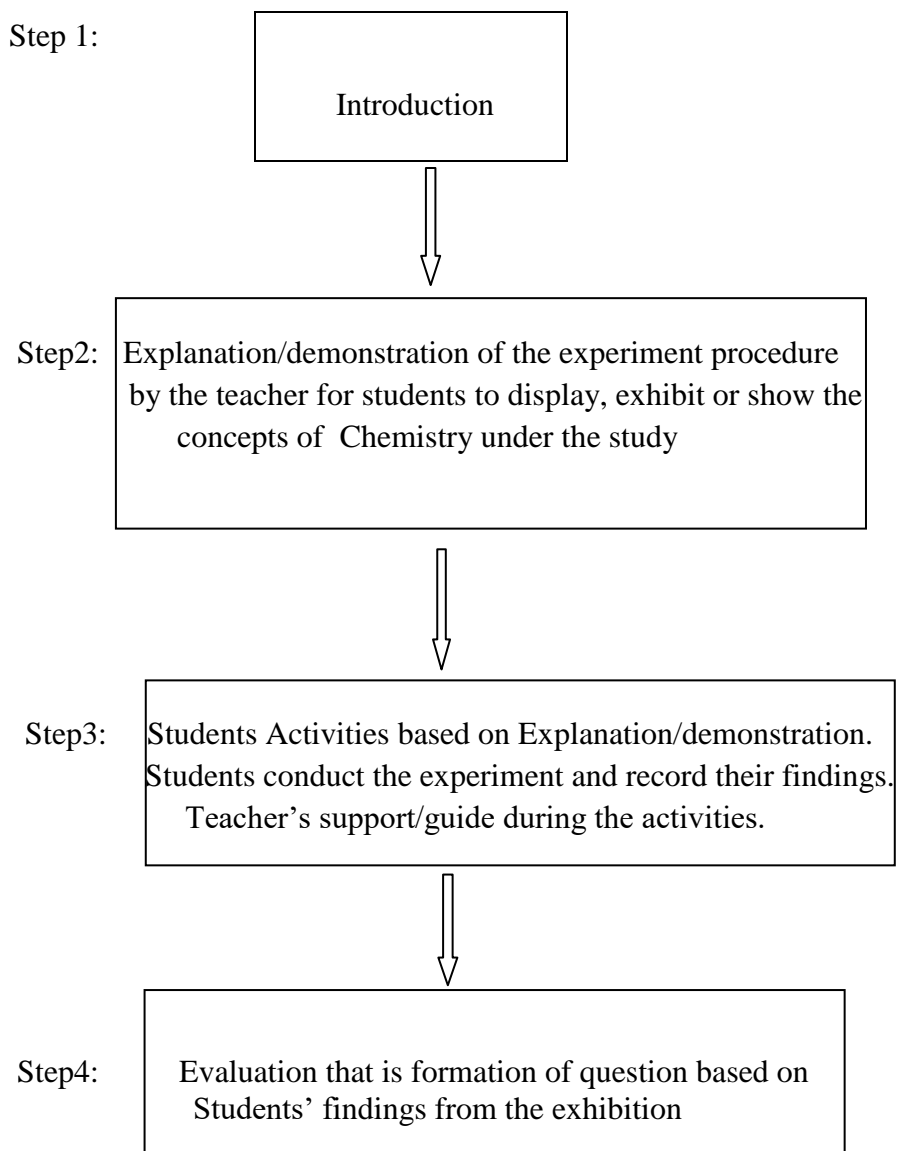 Step 1:
Introduction
Step2: Explanation/demonstration of the experiment procedure
by the teacher for students to display, exhibit or show the
concepts of Chemistry under the study
Step3: Students Activities based on Explanation/demonstration.
Students conduct the experiment and record their findings.
Teacher’s support/guide during the activities.
Step4: Evaluation that is formation of question based on
Students’ findings from the exhibition